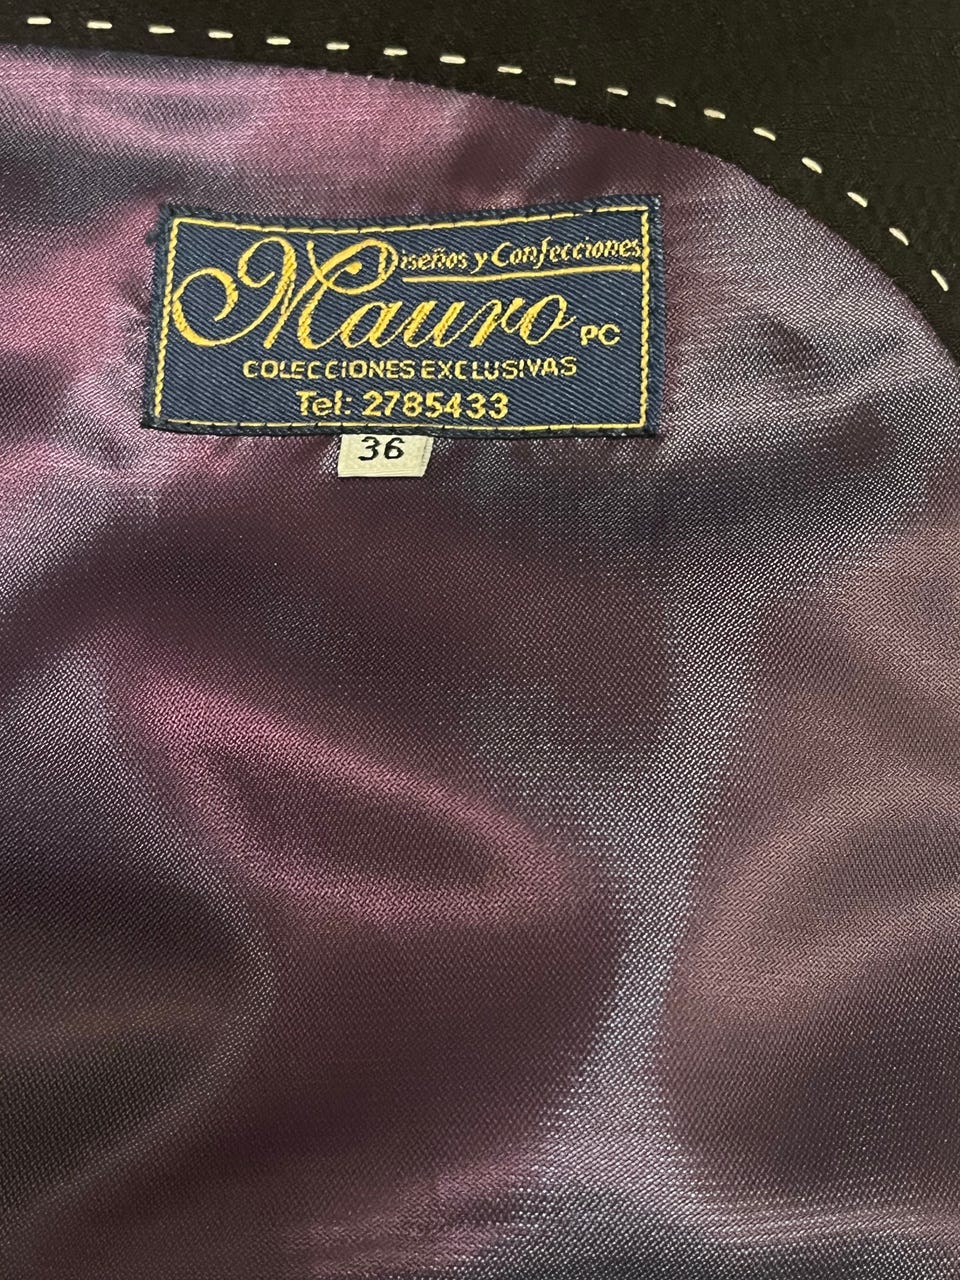 Diseños y Confecciones
Mauro PC
COLECCIONES EXCLUSIVAS
Tel: 2785433
36